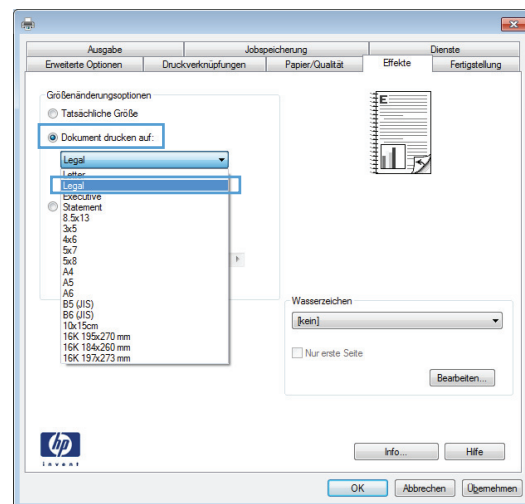 Ausgabe
Jobspeicherung
Dienste
Erweiterte Optionen
Druckverknüpfungen
Papier/Qualität
Effekte
Fertigstellung
Größenänderungsoptionen
Tatsächliche Größe
Dokument drucken auf:
Legal
Letter
Legal
Executive
Statement
8.5x13
3x5
4x6
5x7
5x8
A4
A5
A6
B5 (JIS)
B6 (JIS)
10x15cm
16K 195x270 mm
16K 184x260 mm
16K 197x273 mm
E
Wasserzeichen
[kein]
Nur erste Seite
Bearbeiten...
hp
invent
Info...
Hilfe
OK
Abbrechen
Übernehmen